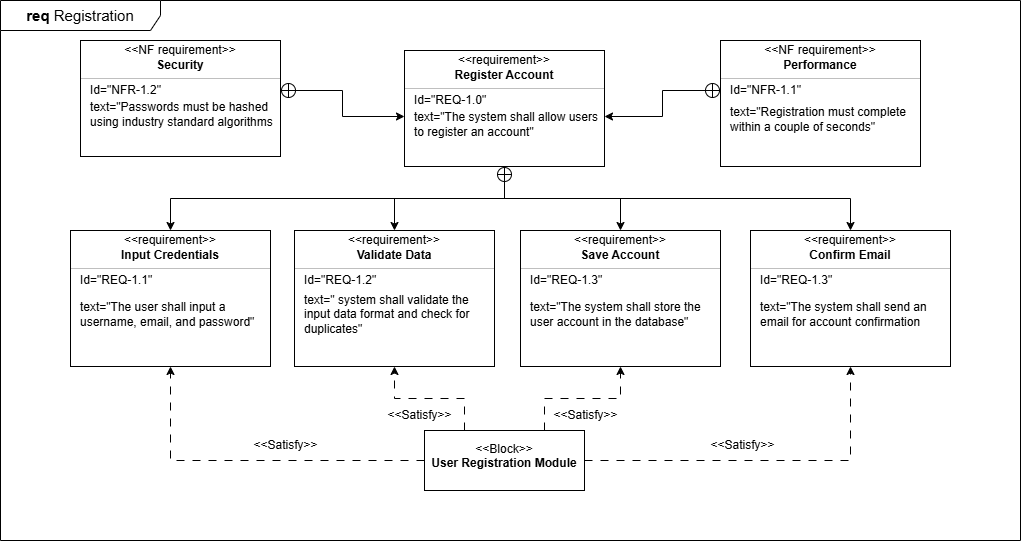 req Registration
<<NF requirement>>
Security
Id="NFR-1.2"
text="Passwords must be hashed
using industry standard algorithms
<<requirement>>
Register Account
Id="REQ-1.0"
text="The system shall allow users
to register an account"
<<NF requirement>>
Performance
Id="NFR-1.1"
text="Registration must complete
within a couple of seconds"
<<requirement>>
Input Credentials
Id="REQ-1.1"
text="The user shall input a
username, email, and password"
<<requirement>>
Validate Data
Id="REQ-1.2"
text=" system shall validate the
input data format and check for
duplicates"
<<requirement>>
Save Account
Id="REQ-1.3"
text="The system shall store the
user account in the database"
<<requirement>>
Confirm Email
Id="REQ-1.3"
text="The system shall send an
email for account confirmation
<<Satisfy>>
<<Satisfy>>
<<Satisfy>>
<<Satisfy>>
<<Block>>
User Registration Module